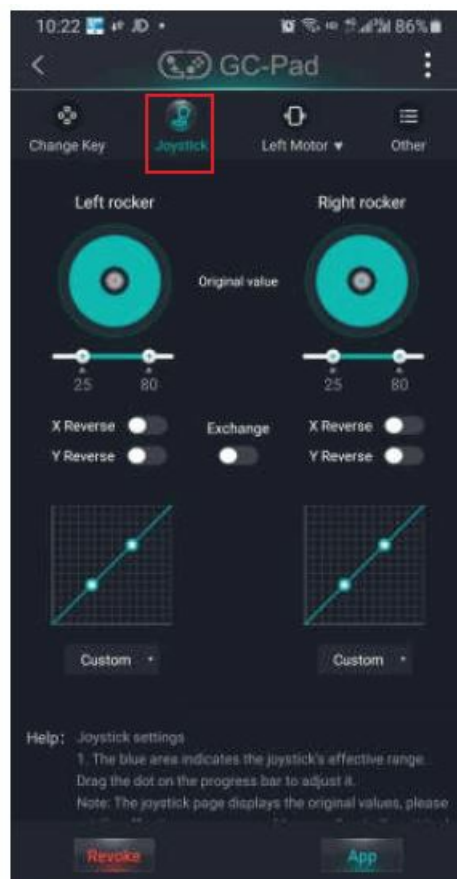 10:22 JD • 86%
GC-Pad
Change Key Joystick Left Motor ▼ Other
Left rocker Right rocker
Original value
25 80 25 80
X Reverse Exchange X Reverse
Y Reverse Y Reverse
Custom Custom
Help: Joystick settings
1. The blue area indicates the joystick's effective range.
Drag the dot on the progress bar to adjust it.
Note: The joystick page displays the original values, please
Revoke App